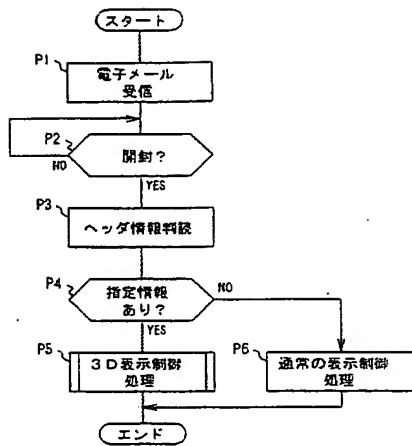 スタート
P1
電子メール
受信
P2
開封?
NO
YES
P3
ヘッダ情報判読
P4
指定情報
あり?
NO
YES
P5
3D表示制御
処理
P6
通常の表示制御
処理
エンド